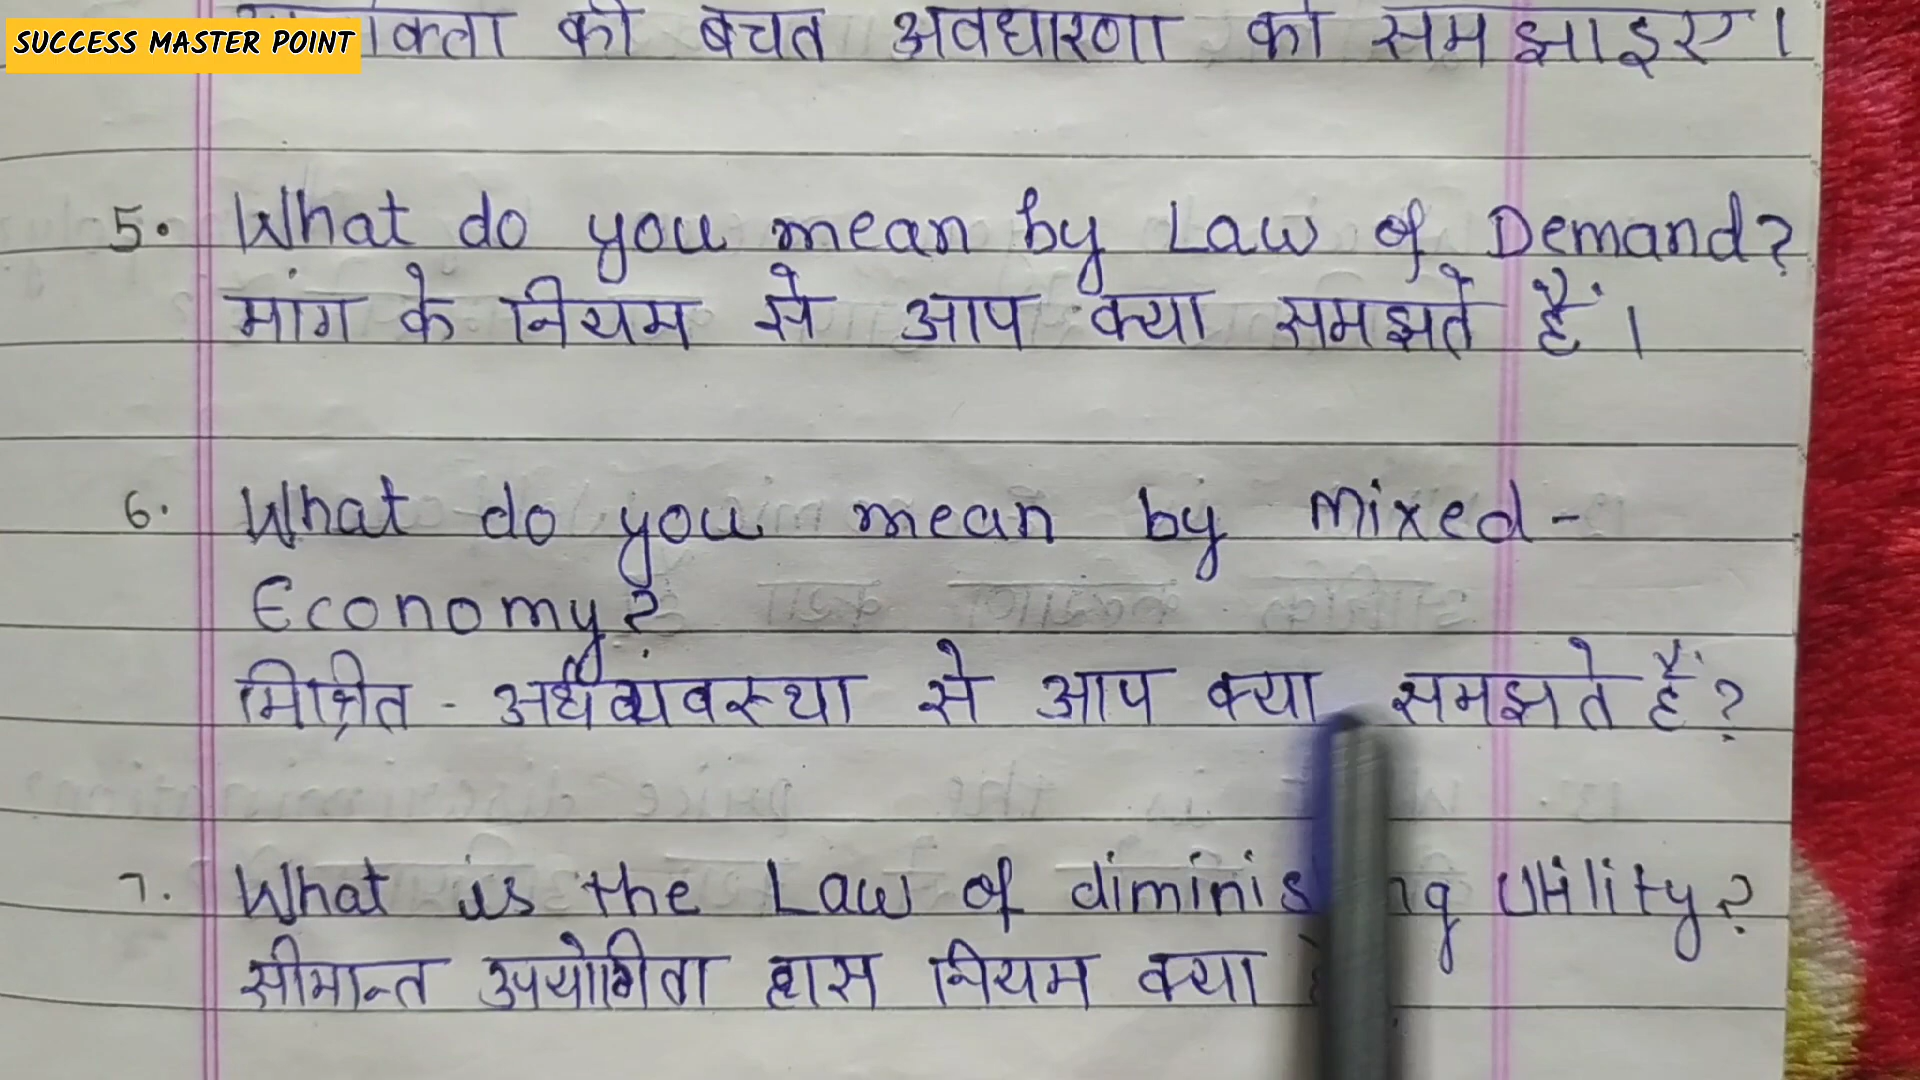 SUCCESS MASTER POINT
की बचत अवधारणा को समझाइए।
5. What do you mean by Law of Demand?
मांग के नियम से आप क्या समझते हैं।
6. What do you mean by Mixed-
Economy?
मिश्रित - अर्थव्यवस्था से आप क्या समझते हैं?
7. What is the Law of Utility?
सीमान्त उपयोगिता ह्रास नियम क्या